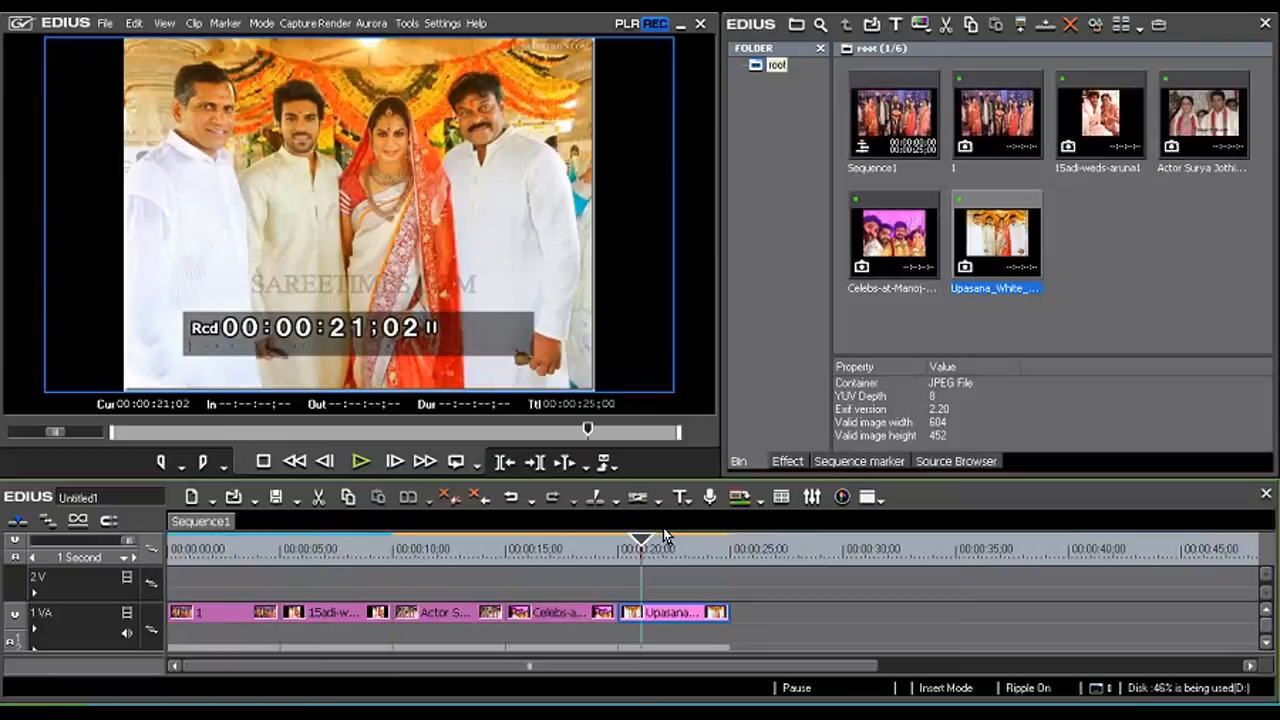 EDIUS File Edit View Clip Marker Mode Capture Render Aurora Tools Settings Help PLR REC
SAREETIMES.COM
Rcd 00:00:21;02
Cur 00:00:21;02 In --:--:--;-- Out --:--:--;-- Dur --:--:--;-- Ttl 00:00:25;00
EDIUS
FOLDER
root
root (1/6)
00:00:00;00
00:00:25;00
Sequence1
1
15adi-weds-aruna1
Actor Surya Jothi...
Celebs-at-Manoj-...
Upasana_White_...
Property Value
Container JPEG File
YUV Depth 8
Exif version 2.20
Valid image width 604
Valid image height 452
Bin Effect Sequence marker Source Browser
EDIUS Untitled1
Sequence1
1 Second
00:00:00;00 00:00:05;00 00:00:10;00 00:00:15;00 00:00:20;00 00:00:25;00 00:00:30;00 00:00:35;00 00:00:40;00 00:00:45;00
2 V
1 VA
1 15adi-w... Actor S... Celebs-a... Upasana...
Pause Insert Mode Ripple On Disk :46% is being used(D:)